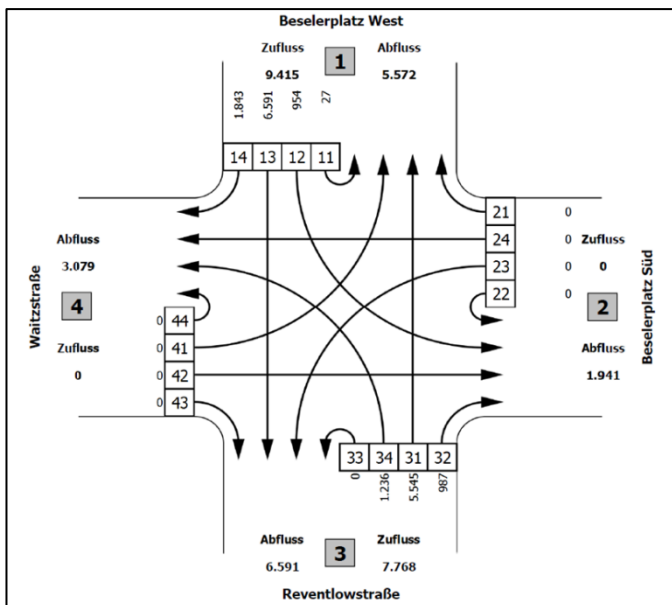 Beselerplatz West
Zufluss 1 Abfluss
9.415 5.572
1.843 6.591 954 27
14 13 12 11
21 0
24 0
23 0
22 0
Zufluss
0
2
Abfluss
1.941
Beselerplatz Süd
Waitzstraße
Abfluss
3.079
4
Zufluss
0
0 44
0 41
0 42
0 43
33 34 31 32
0 1.236 5.545 987
Abfluss 3 Zufluss
6.591 7.768
Reventlowstraße